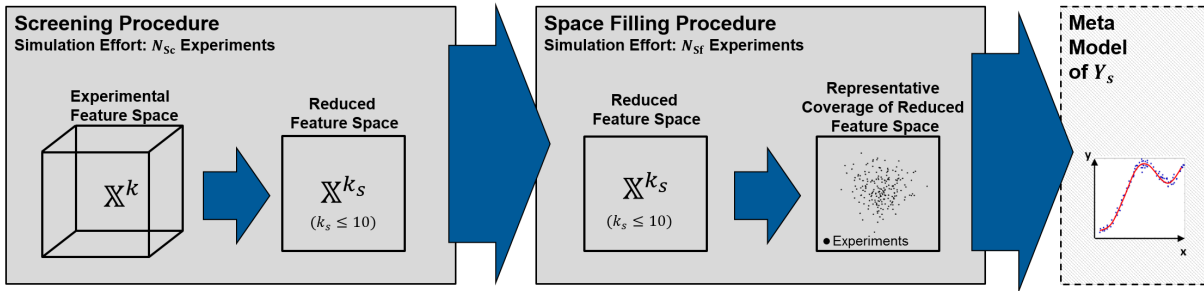 Screening Procedure
Simulation Effort: N_Sc Experiments
Experimental
Feature Space
𝕏^k
Reduced
Feature Space
𝕏^{k_s}
(k_s ≤ 10)
Space Filling Procedure
Simulation Effort: N_Sf Experiments
Reduced
Feature Space
𝕏^{k_s}
(k_s ≤ 10)
Representative
Coverage of Reduced
Feature Space
Experiments
Meta
Model
of Y_s
y
x